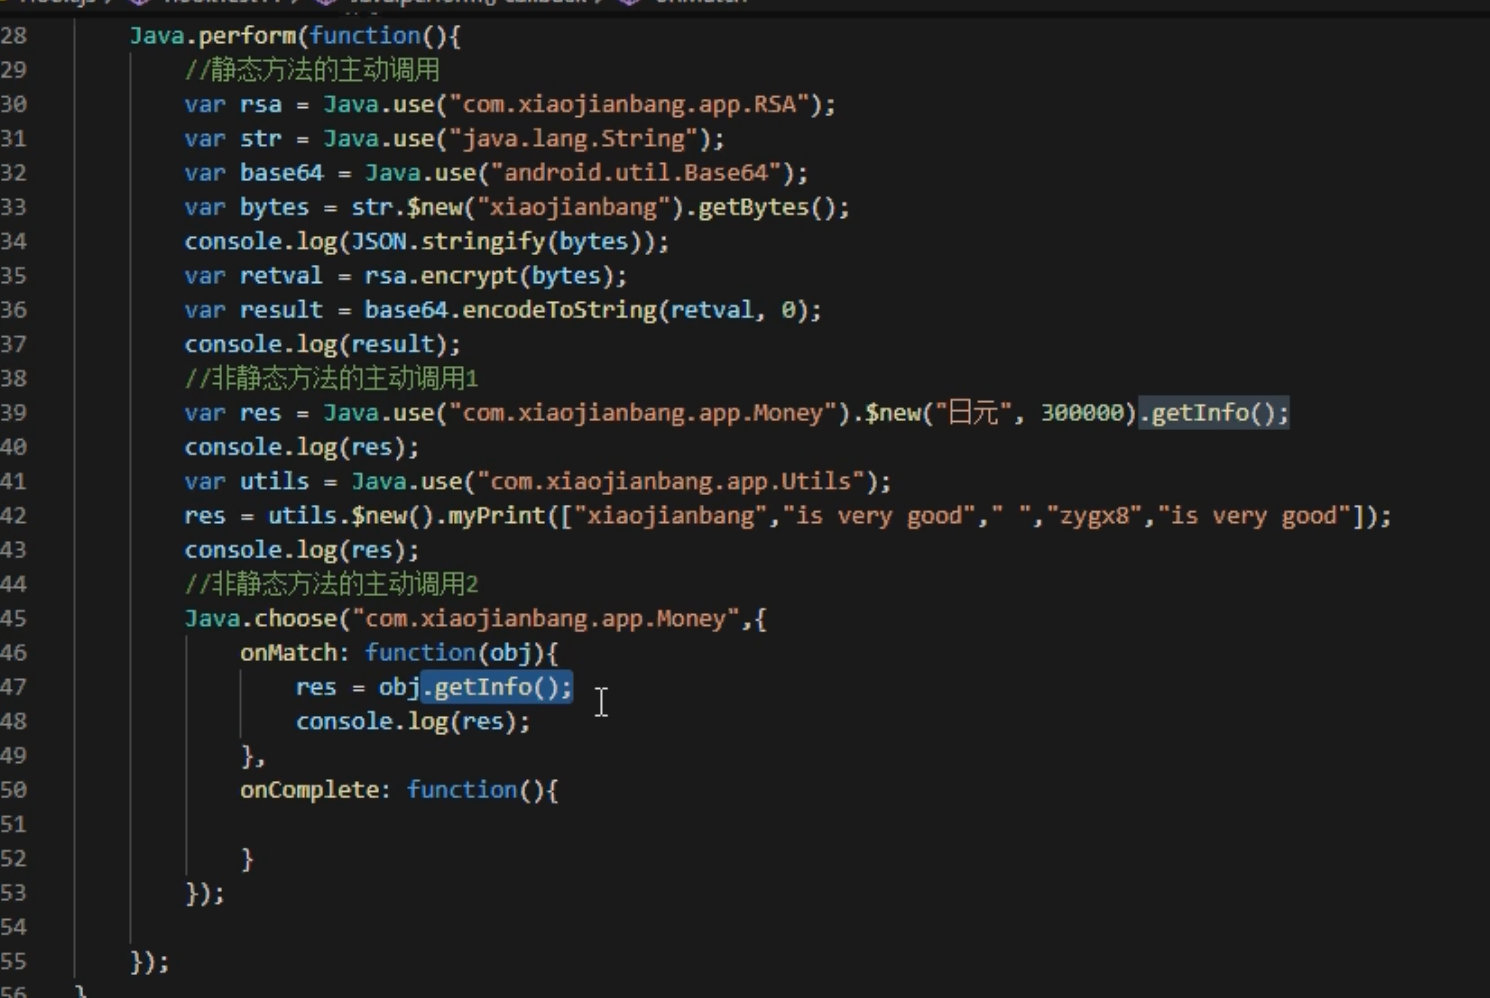 28 Java.perform(function(){
29 //静态方法的主动调用
30 var rsa = Java.use("com.xiaojianbang.app.RSA");
31 var str = Java.use("java.lang.String");
32 var base64 = Java.use("android.util.Base64");
33 var bytes = str.$new("xiaojianbang").getBytes();
34 console.log(JSON.stringify(bytes));
35 var retval = rsa.encrypt(bytes);
36 var result = base64.encodeToString(retval, 0);
37 console.log(result);
38 //非静态方法的主动调用1
39 var res = Java.use("com.xiaojianbang.app.Money").$new("日元", 300000).getInfo();
40 console.log(res);
41 var utils = Java.use("com.xiaojianbang.app.Utils");
42 res = utils.$new().myPrint(["xiaojianbang","is very good"," ","zygx8","is very good"]);
43 console.log(res);
44 //非静态方法的主动调用2
45 Java.choose("com.xiaojianbang.app.Money",{
46 onMatch: function(obj){
47 res = obj.getInfo();
48 console.log(res);
49 },
50 onComplete: function(){
51
52 }
53 });
54
55 });
56 }